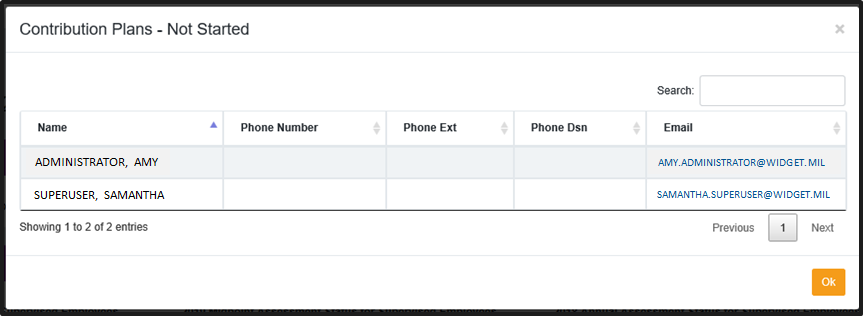 Contribution Plans - Not Started
×
Search:
Name Phone Number Phone Ext Phone Dsn Email
ADMINISTRATOR, AMY AMY.ADMINISTRATOR@WIDGET.MIL
SUPERUSER, SAMANTHA SAMANTHA.SUPERUSER@WIDGET.MIL
Showing 1 to 2 of 2 entries Previous 1 Next
Ok